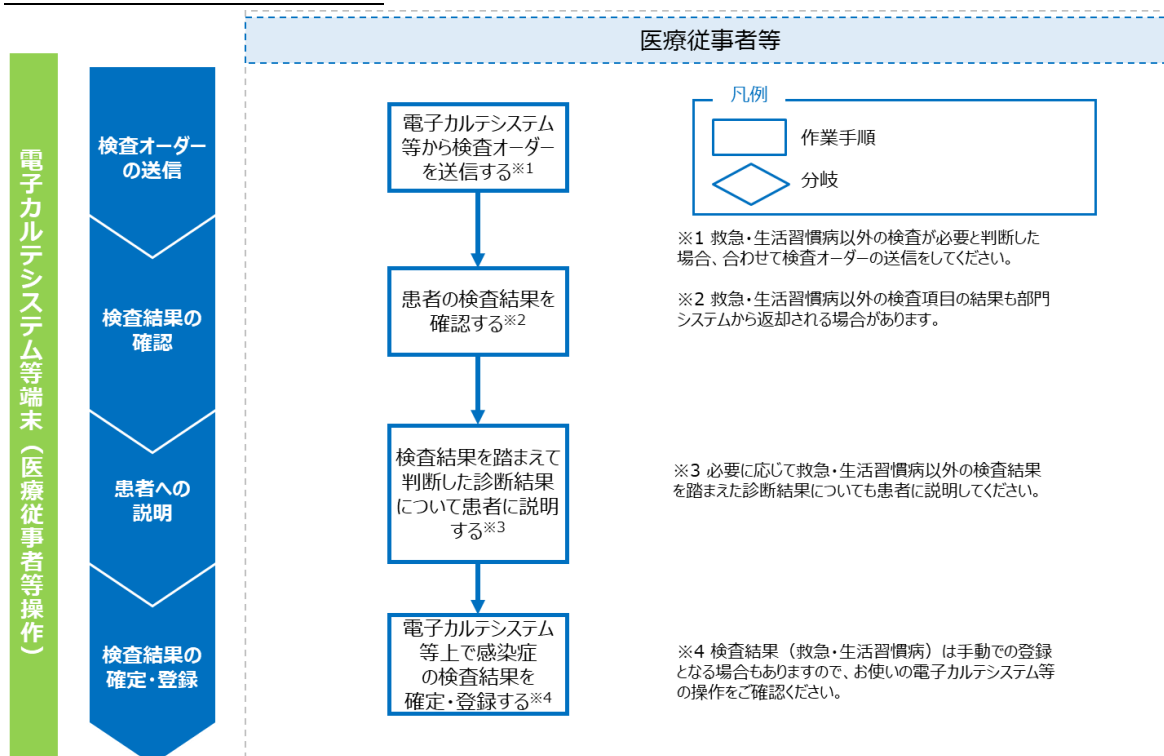 医療従事者等
電子カルテシステム等端末（医療従事者等操作）
検査オーダー
の送信
電子カルテシステム
等から検査オーダー
を送信する※1
凡例
作業手順
分岐
※1 救急・生活習慣病以外の検査が必要と判断した
場合、合わせて検査オーダーの送信をしてください。
検査結果の
確認
患者の検査結果を
確認する※2
※2 救急・生活習慣病以外の検査項目の結果も部門
システムから返却される場合があります。
患者への
説明
検査結果を踏まえて
判断した診断結果
について患者に説明
する※3
※3 必要に応じて救急・生活習慣病以外の検査結果
を踏まえた診断結果についても患者に説明してください。
検査結果の
確定・登録
電子カルテシステム
等上で感染症
の検査結果を
確定・登録する※4
※4 検査結果（救急・生活習慣病）は手動での登録
となる場合もありますので、お使いの電子カルテシステム等
の操作をご確認ください。